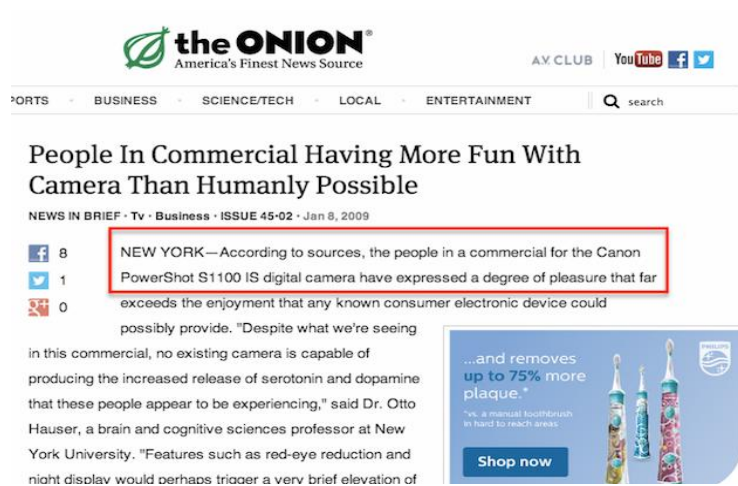 the ONION®
America's Finest News Source
A.V. CLUB You Tube
PORTS BUSINESS SCIENCE/TECH LOCAL ENTERTAINMENT search
People In Commercial Having More Fun With
Camera Than Humanly Possible
NEWS IN BRIEF · Tv · Business · ISSUE 45•02 · Jan 8, 2009
8
1
0
NEW YORK—According to sources, the people in a commercial for the Canon
PowerShot S1100 IS digital camera have expressed a degree of pleasure that far
exceeds the enjoyment that any known consumer electronic device could
possibly provide. "Despite what we're seeing
in this commercial, no existing camera is capable of
producing the increased release of serotonin and dopamine
that these people appear to be experiencing," said Dr. Otto
Hauser, a brain and cognitive sciences professor at New
York University. "Features such as red-eye reduction and
night display would perhaps trigger a very brief elevation of
...and removes
up to 75% more
plaque.*
*vs. a manual toothbrush
in hard to reach areas
Shop now
PHILIPS